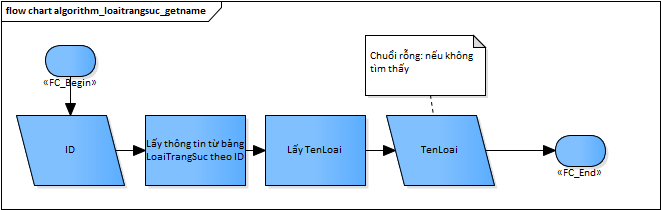 flow chart algorithm_loaitrangsuc_getname
Chuỗi rỗng: nếu không
tìm thấy
«FC_Begin»
ID
Lấy thông tin từ bảng
LoaiTrangSuc theo ID
Lấy TenLoai
TenLoai
«FC_End»